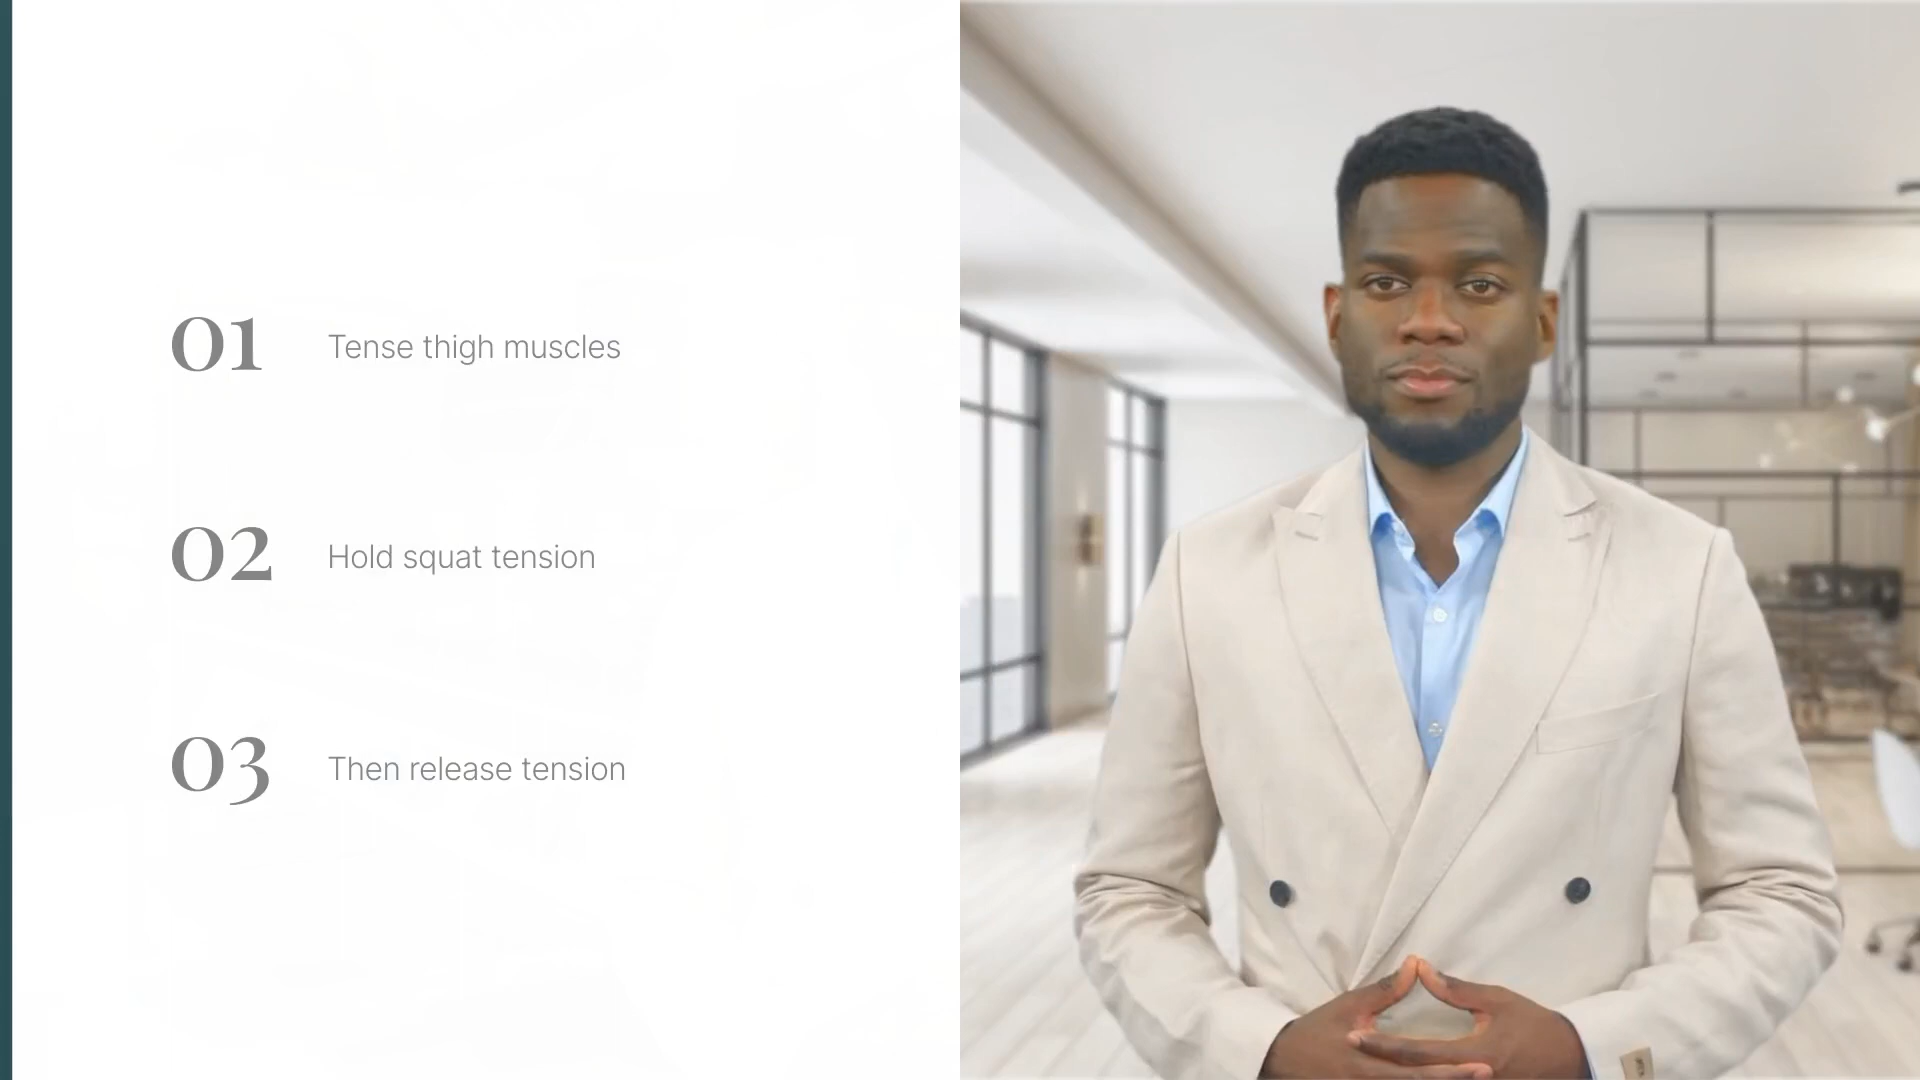 01 Tense thigh muscles
02 Hold squat tension
03 Then release tension